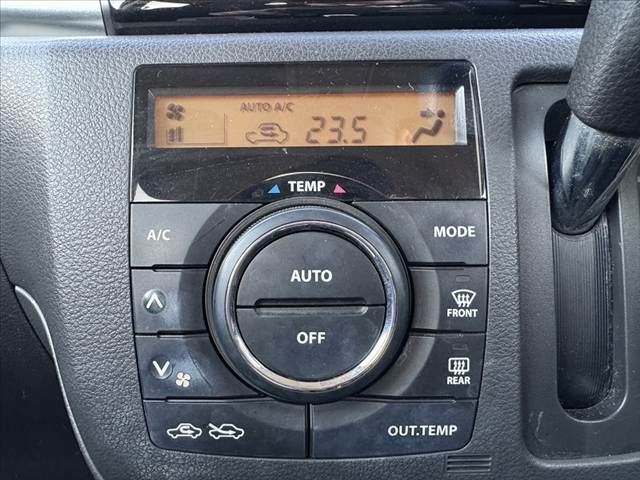 AUTO A/C
23.5
TEMP
A/C
MODE
AUTO
OFF
FRONT
REAR
OUT.TEMP